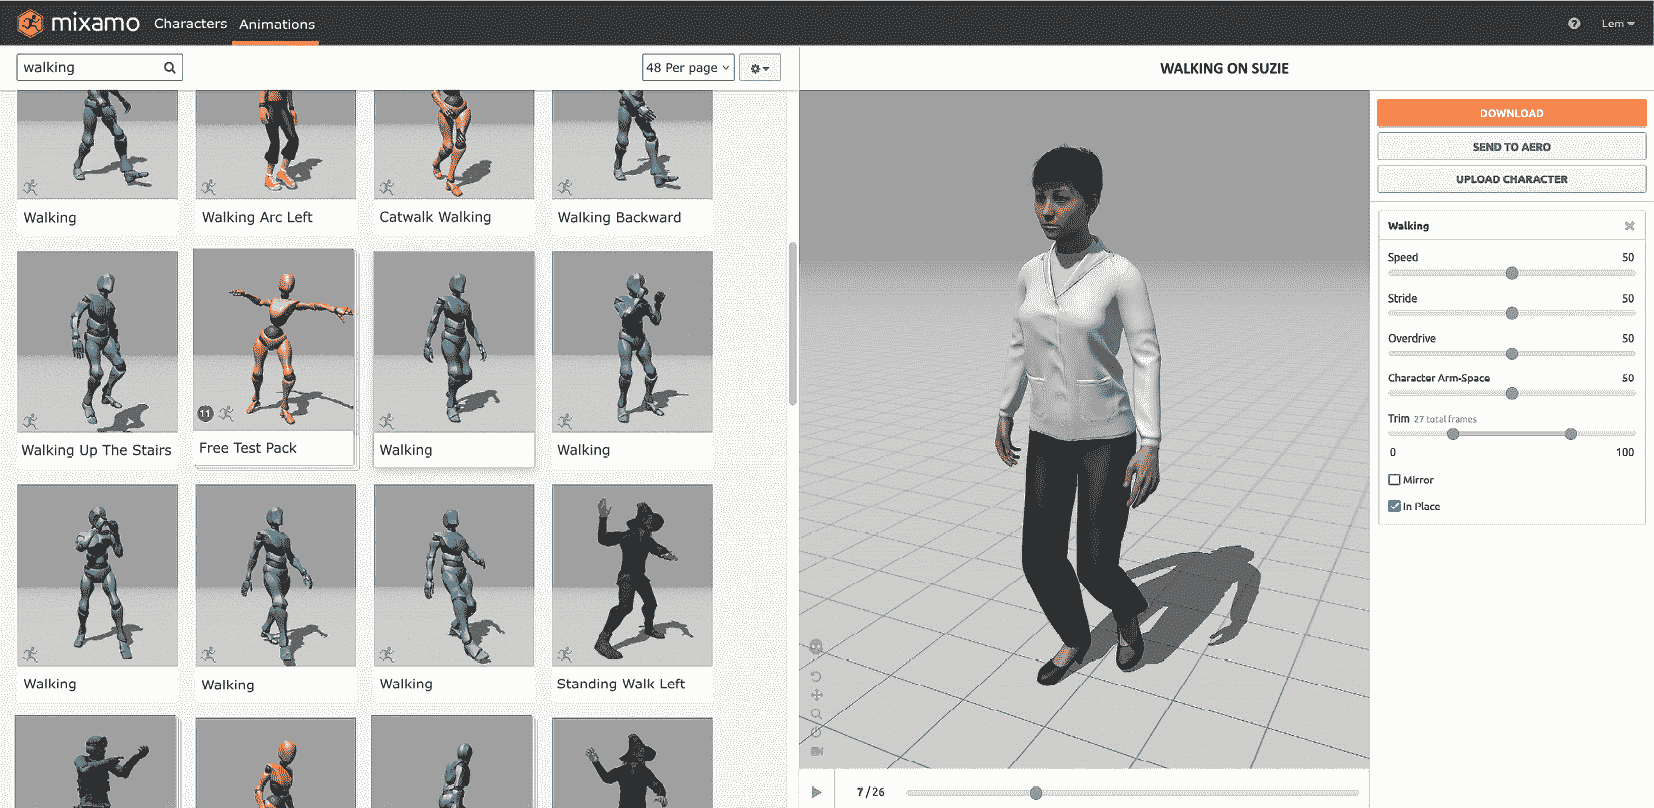 mixamo Characters Animations Lem
walking 48 Per page
WALKING ON SUZIE
Walking Walking Arc Left Catwalk Walking Walking Backward
11
Walking Up The Stairs Free Test Pack Walking Walking
Walking Walking Walking Standing Walk Left
DOWNLOAD
SEND TO AERO
UPLOAD CHARACTER
Walking
Speed 50
Stride 50
Overdrive 50
Character Arm-Space 50
Trim 27 total frames
0 100
Mirror
In Place
7 / 26